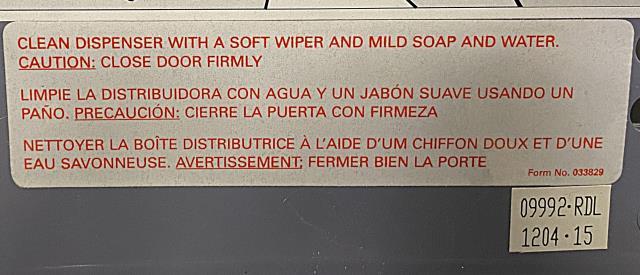 CLEAN DISPENSER WITH A SOFT WIPER AND MILD SOAP AND WATER.
CAUTION: CLOSE DOOR FIRMLY
LIMPIE LA DISTRIBUIDORA CON AGUA Y UN JABÓN SUAVE USANDO UN
PAÑO. PRECAUCIÓN: CIERRE LA PUERTA CON FIRMEZA
NETTOYER LA BOÎTE DISTRIBUTRICE À L'AIDE D'UM CHIFFON DOUX ET D'UNE
EAU SAVONNEUSE. AVERTISSEMENT; FERMER BIEN LA PORTE
Form No. 033829
09992-RDL
1204-15